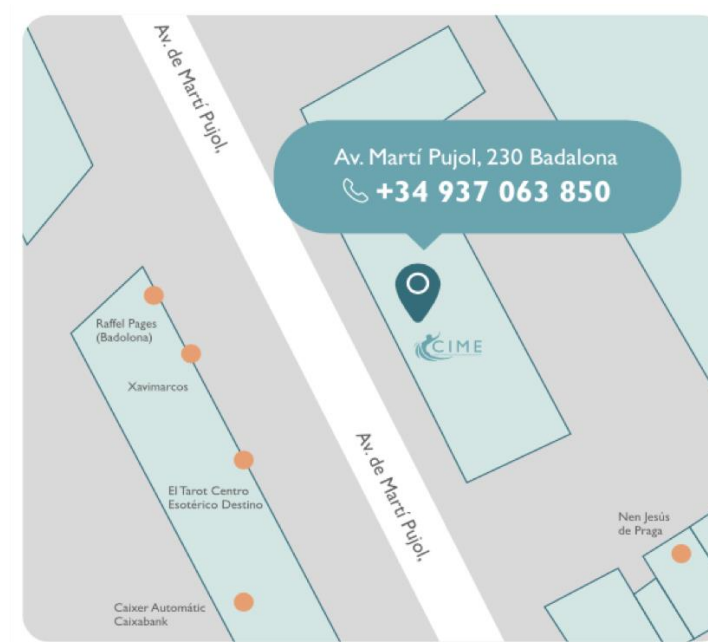 Av. de Martí Pujol,
Av. Martí Pujol, 230 Badalona
+34 937 063 850
Raffel Pages
(Badolona)
CIME
Xavimarcos
Av. de Martí Pujol,
El Tarot Centro
Esotérico Destino
Nen Jesús
de Praga
Caixer Automátic
Caixabank